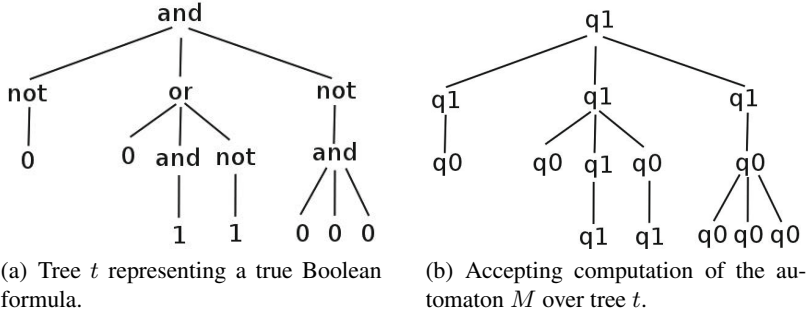 and
q1
not or not
q1 q1 q1
0 0 and not and
q0 q0 q1 q0 q0
1 1 0 0 0
q1 q1 q0 q0 q0
(a) Tree t representing a true Boolean
formula.
(b) Accepting computation of the au-
tomaton M over tree t.